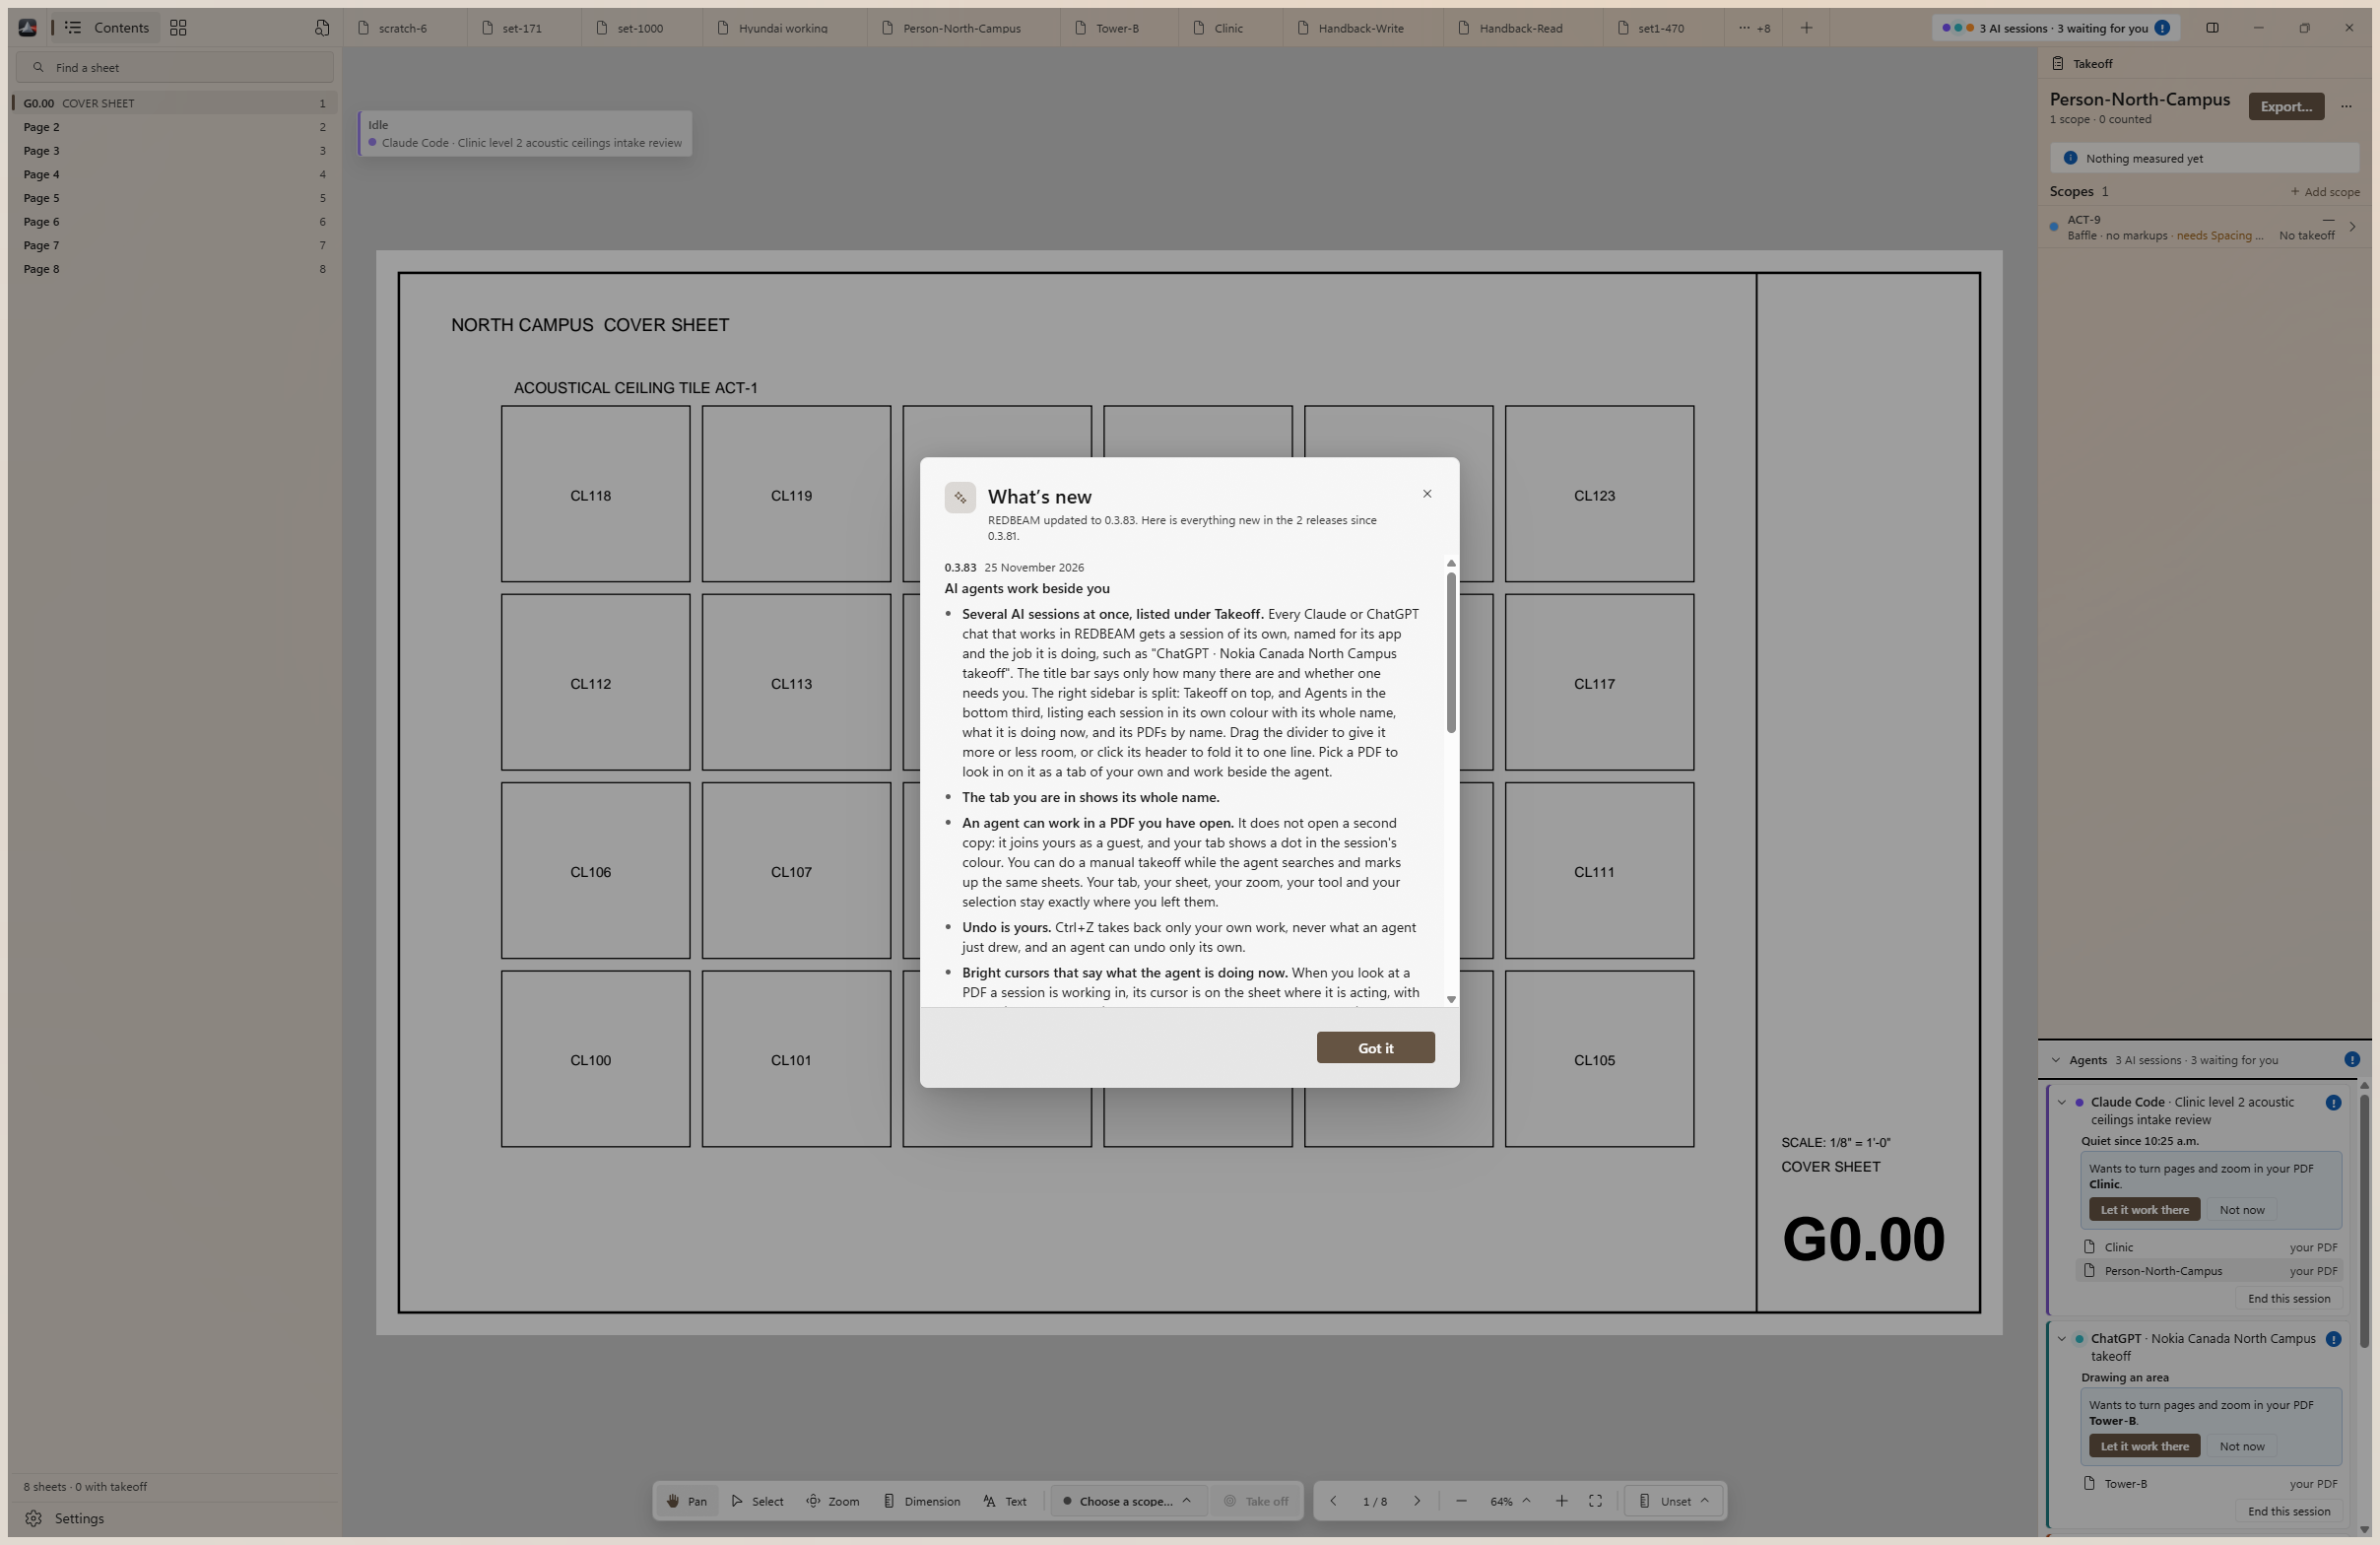 Contents
scratch-6
set-171
set-1000
Hyundai working
Person-North-Campus
Tower-B
Clinic
Handback-Write
Handback-Read
set1-470
··· +8
3 AI sessions · 3 waiting for you
Find a sheet
G0.00 COVER SHEET 1
Page 2 2
Page 3 3
Page 4 4
Page 5 5
Page 6 6
Page 7 7
Page 8 8
8 sheets · 0 with takeoff
Settings
Idle
Claude Code · Clinic level 2 acoustic ceilings intake review
NORTH CAMPUS COVER SHEET
ACOUSTICAL CEILING TILE ACT-1
CL118
CL119
CL123
CL112
CL113
CL117
CL106
CL107
CL111
CL100
CL101
CL105
SCALE: 1/8" = 1'-0"
COVER SHEET
G0.00
What's new
REDBEAM updated to 0.3.83. Here is everything new in the 2 releases since
0.3.81.
0.3.83 25 November 2026
AI agents work beside you
• Several AI sessions at once, listed under Takeoff. Every Claude or ChatGPT
chat that works in REDBEAM gets a session of its own, named for its app
and the job it is doing, such as "ChatGPT · Nokia Canada North Campus
takeoff". The title bar says only how many there are and whether one
needs you. The right sidebar is split: Takeoff on top, and Agents in the
bottom third, listing each session in its own colour with its whole name,
what it is doing now, and its PDFs by name. Drag the divider to give it
more or less room, or click its header to fold it to one line. Pick a PDF to
look in on it as a tab of your own and work beside the agent.
• The tab you are in shows its whole name.
• An agent can work in a PDF you have open. It does not open a second
copy: it joins yours as a guest, and your tab shows a dot in the session's
colour. You can do a manual takeoff while the agent searches and marks
up the same sheets. Your tab, your sheet, your zoom, your tool and your
selection stay exactly where you left them.
• Undo is yours. Ctrl+Z takes back only your own work, never what an agent
just drew, and an agent can undo only its own.
• Bright cursors that say what the agent is doing now. When you look at a
PDF a session is working in, its cursor is on the sheet where it is acting, with
Got it
Pan
Select
Zoom
Dimension
Text
Choose a scope...
Take off
1 / 8
64%
Unset
Takeoff
Person-North-Campus
1 scope · 0 counted
Export...
Nothing measured yet
Scopes 1
+ Add scope
ACT-9 —
Baffle · no markups · needs Spacing ... No takeoff
Agents 3 AI sessions · 3 waiting for you
Claude Code · Clinic level 2 acoustic
ceilings intake review
Quiet since 10:25 a.m.
Wants to turn pages and zoom in your PDF
Clinic.
Let it work there
Not now
Clinic your PDF
Person-North-Campus your PDF
End this session
ChatGPT · Nokia Canada North Campus
takeoff
Drawing an area
Wants to turn pages and zoom in your PDF
Tower-B.
Let it work there
Not now
Tower-B your PDF
End this session